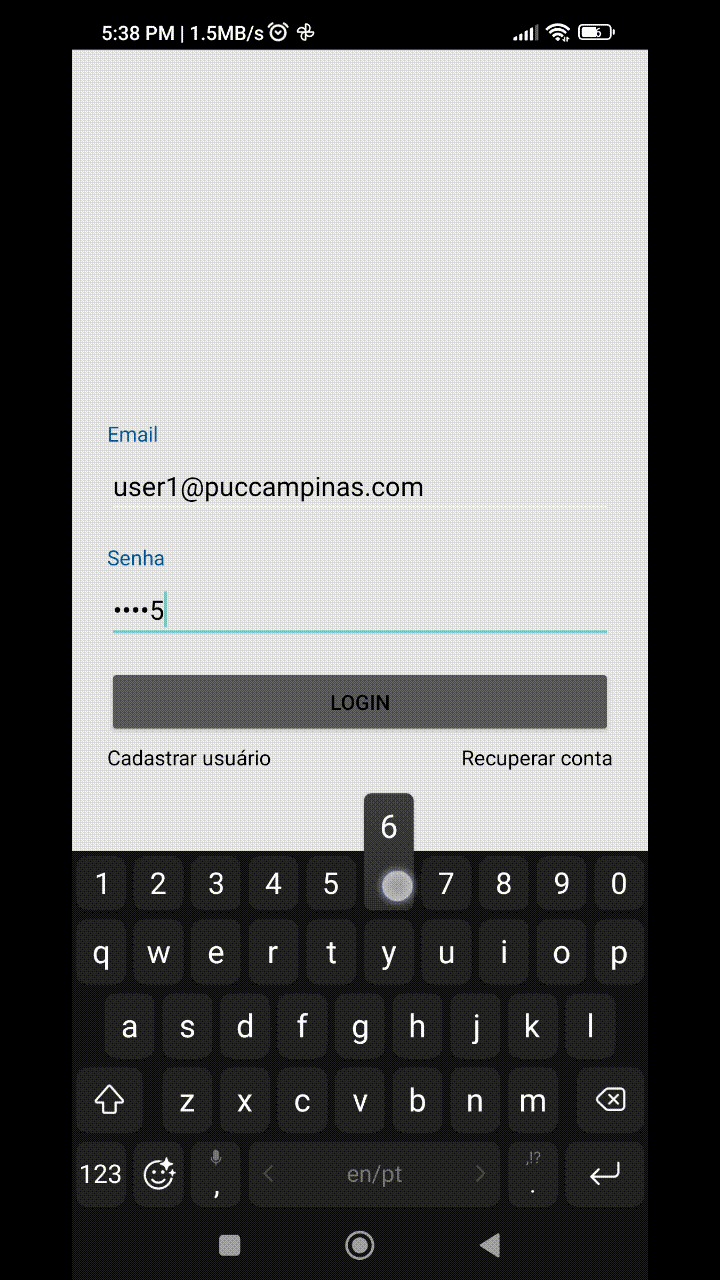 5:38 PM | 1.5MB/s
6
Email
user1@puccampinas.com
Senha
••••5
LOGIN
Cadastrar usuário Recuperar conta
6
1 2 3 4 5 7 8 9 0
q w e r t y u i o p
a s d f g h j k l
z x c v b n m
123 , en/pt ,!? .